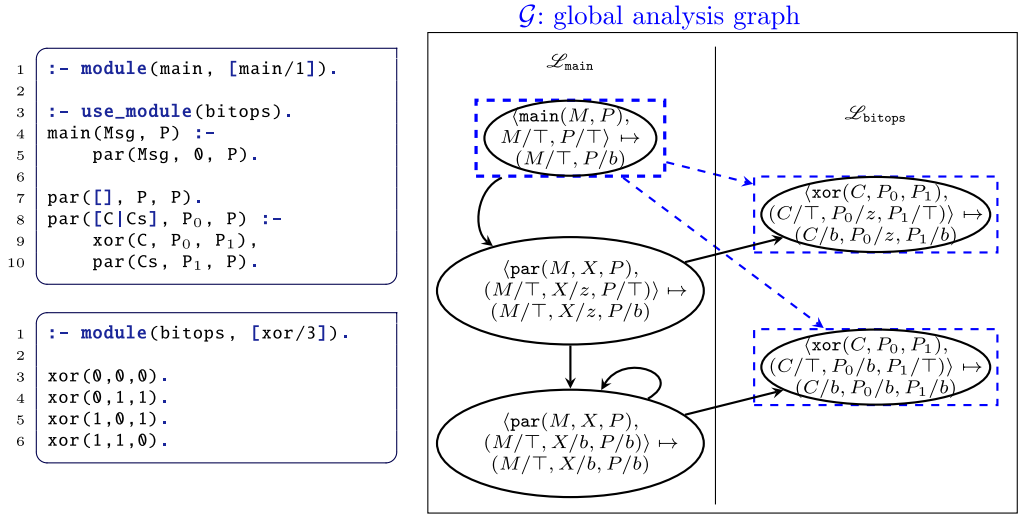 𝒢: global analysis graph
1 :- module(main, [main/1]).
2
3 :- use_module(bitops).
4 main(Msg, P) :-
5     par(Msg, 0, P).
6
7 par([], P, P).
8 par([C|Cs], P₀, P) :-
9     xor(C, P₀, P₁),
10     par(Cs, P₁, P).
1 :- module(bitops, [xor/3]).
2
3 xor(0,0,0).
4 xor(0,1,1).
5 xor(1,0,1).
6 xor(1,1,0).
ℒmain
⟨main(M, P),
M/⊤, P/⊤⟩ ↦
(M/⊤, P/b)
⟨par(M, X, P),
(M/⊤, X/z, P/⊤)⟩ ↦
(M/⊤, X/z, P/b)
⟨par(M, X, P),
(M/⊤, X/b, P/b)⟩ ↦
(M/⊤, X/b, P/b)
ℒbitops
⟨xor(C, P₀, P₁),
(C/⊤, P₀/z, P₁/⊤)⟩ ↦
(C/b, P₀/z, P₁/b)
⟨xor(C, P₀, P₁),
(C/⊤, P₀/b, P₁/⊤)⟩ ↦
(C/b, P₀/b, P₁/b)